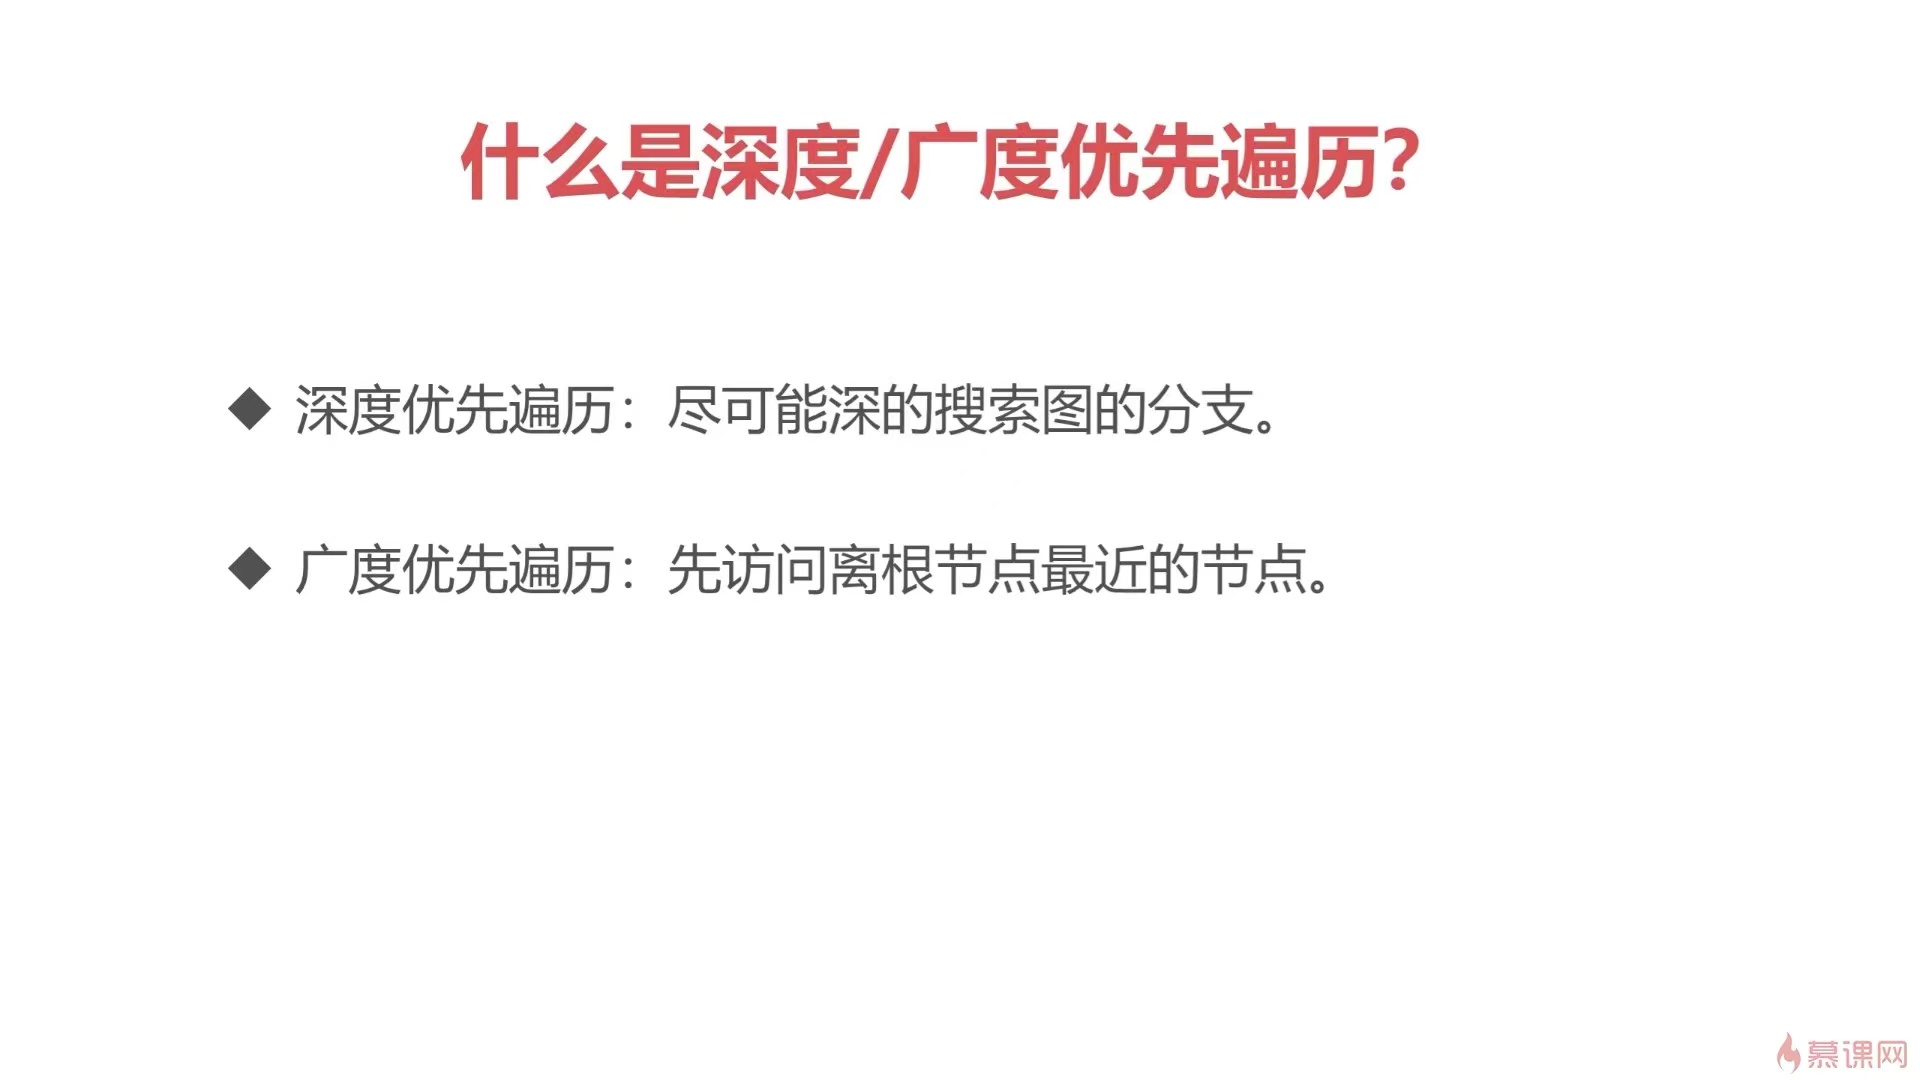 什么是深度/广度优先遍历？
◆ 深度优先遍历：尽可能深的搜索图的分支。
◆ 广度优先遍历：先访问离根节点最近的节点。
慕课网